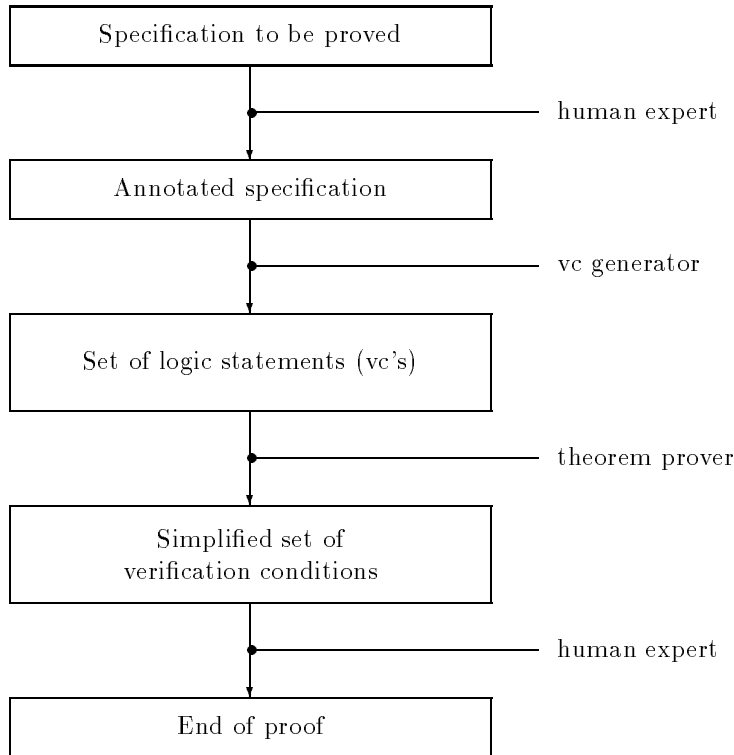 Specification to be proved
human expert
Annotated specification
vc generator
Set of logic statements (vc's)
theorem prover
Simplified set of
verification conditions
human expert
End of proof